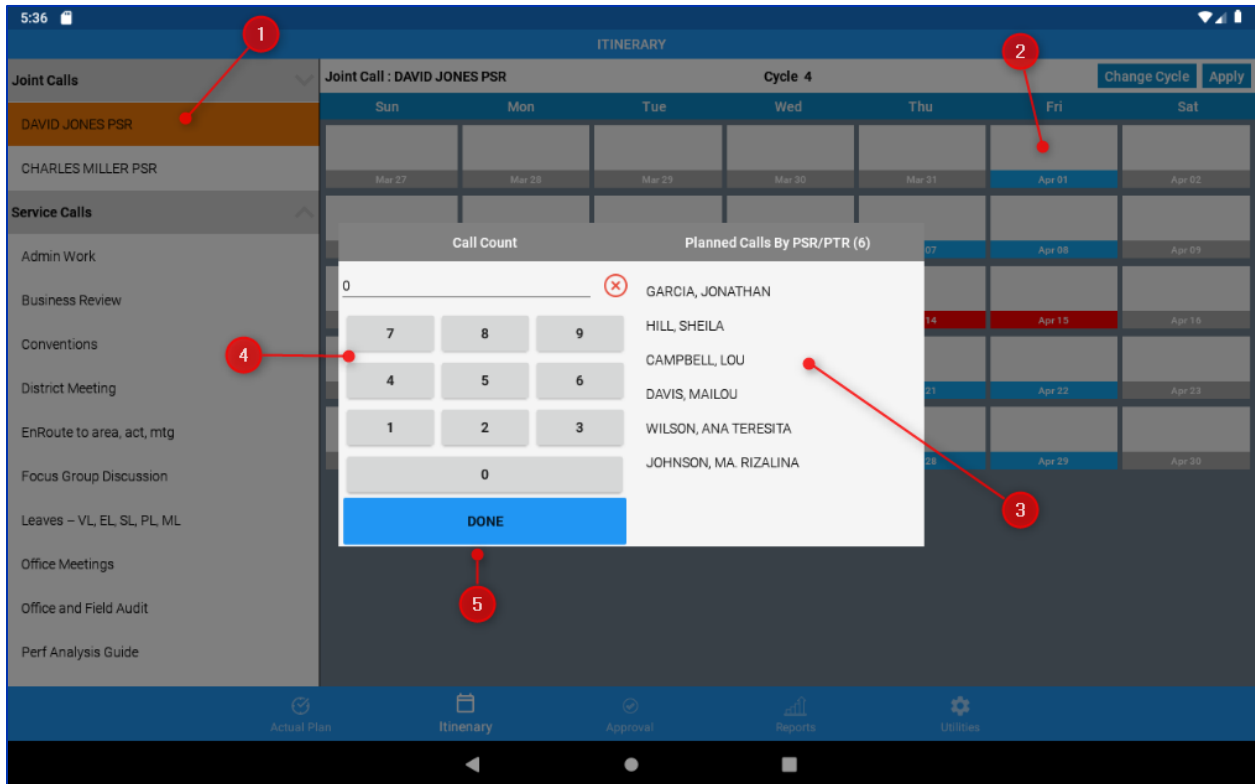 5:36
1
ITINERARY
2
Joint Calls
Joint Call : DAVID JONES PSR
Cycle 4
Change Cycle
Apply
Sun Mon Tue Wed Thu Fri Sat
DAVID JONES PSR
CHARLES MILLER PSR
Mar 27 Mar 28 Mar 29 Mar 30 Mar 31 Apr 01 Apr 02
Service Calls
Admin Work
Business Review
Conventions
District Meeting
EnRoute to area, act, mtg
Focus Group Discussion
Leaves – VL, EL, SL, PL, ML
Office Meetings
Office and Field Audit
Perf Analysis Guide
07 Apr 08 Apr 09
14 Apr 15 Apr 16
21 Apr 22 Apr 23
28 Apr 29 Apr 30
Call Count
Planned Calls By PSR/PTR (6)
0
7 8 9
4 5 6
1 2 3
0
DONE
GARCIA, JONATHAN
HILL, SHEILA
CAMPBELL, LOU
DAVIS, MAILOU
WILSON, ANA TERESITA
JOHNSON, MA. RIZALINA
4
3
5
Actual Plan
Itinenary
Approval
Reports
Utilities